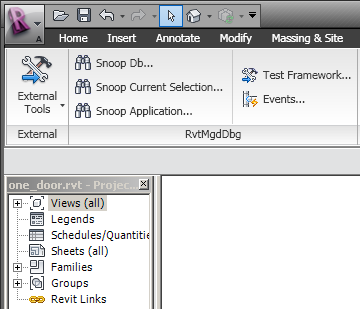 R
A
Home Insert Annotate Modify Massing & Site
External Tools
Snoop Db...
Snoop Current Selection...
Snoop Application...
Test Framework...
Events...
External
RvtMgdDbg
one_door.rvt - Projec...
Views (all)
Legends
Schedules/Quantitie
Sheets (all)
Families
Groups
Revit Links